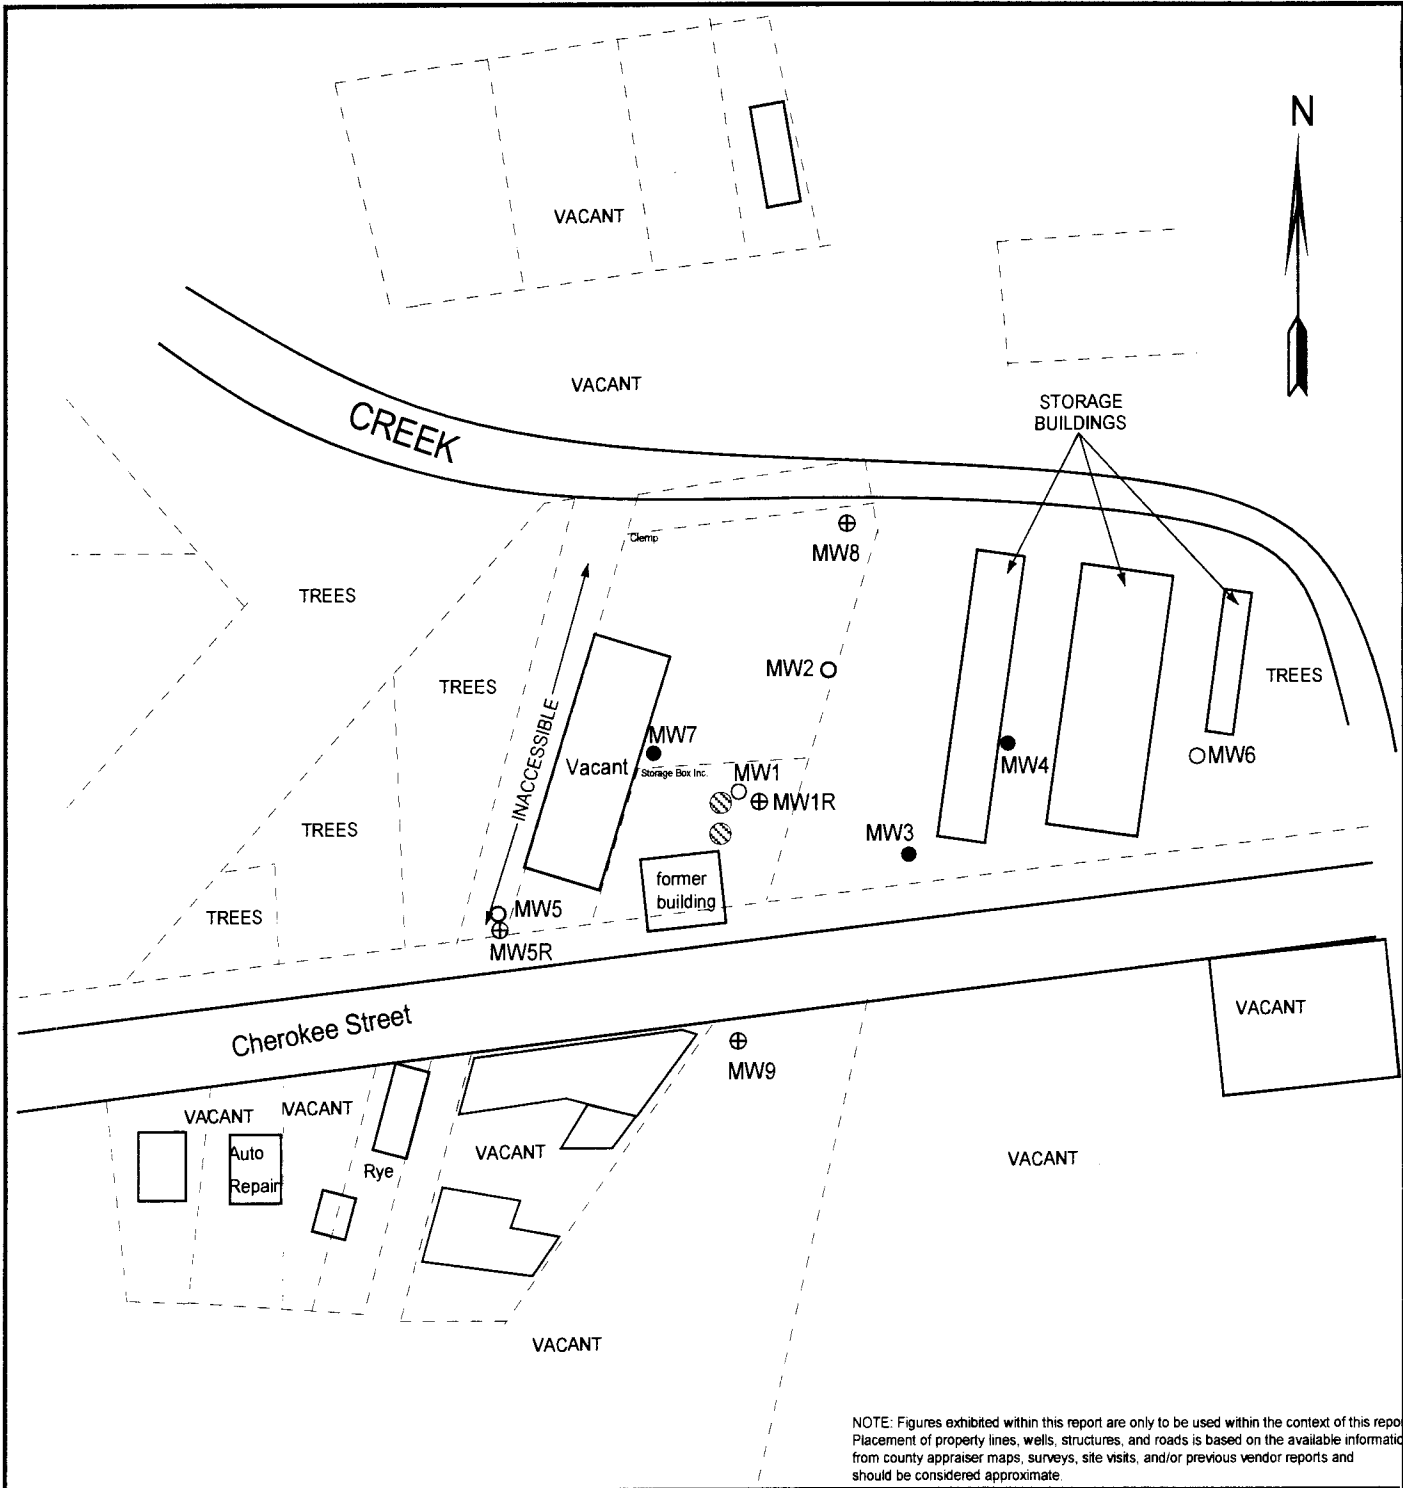 N
VACANT
VACANT
STORAGE
BUILDINGS
CREEK
Clemp
MW8
TREES
TREES
MW2
TREES
INACCESSIBLE
MW7
Vacant
Storage Box Inc.
MW1
MW1R
MW4
MW6
TREES
MW3
former
building
TREES
MW5
MW5R
Cherokee Street
VACANT
MW9
VACANT
VACANT
Auto
Repair
Rye
VACANT
VACANT
VACANT
NOTE: Figures exhibited within this report are only to be used within the context of this repo
Placement of property lines, wells, structures, and roads is based on the available informatio
from county appraiser maps, surveys, site visits, and/or previous vendor reports and
should be considered approximate.